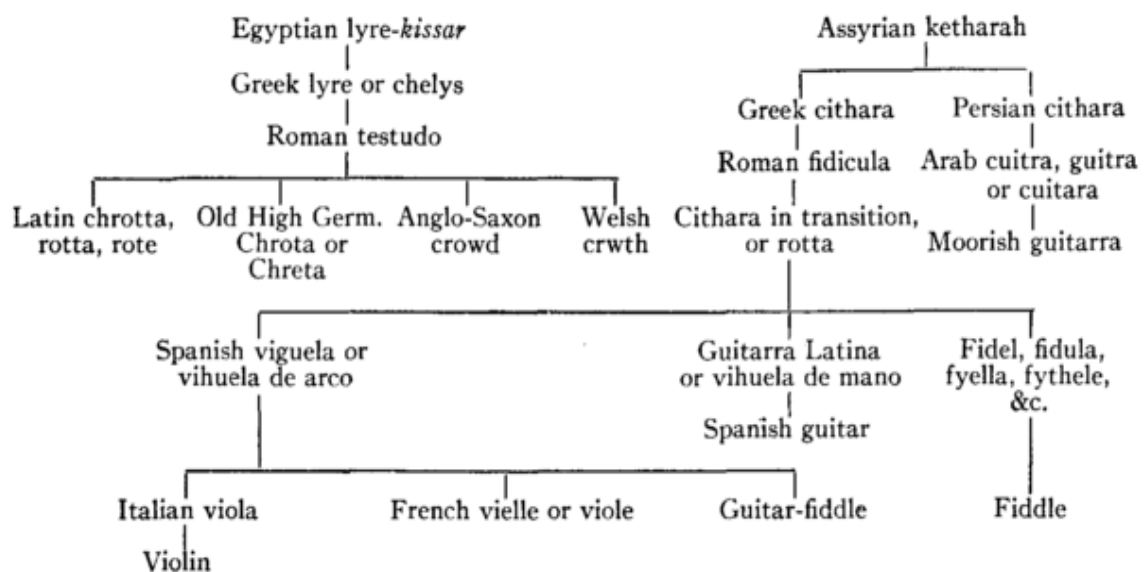 Egyptian lyre-kissar
Assyrian ketharah
Greek lyre or chelys
Greek cithara
Persian cithara
Roman testudo
Roman fidicula
Arab cuitra, guitra
or cuitara
Latin chrotta,
rotta, rote
Old High Germ.
Chrota or
Chreta
Anglo-Saxon
crowd
Welsh
crwth
Cithara in transition,
or rotta
Moorish guitarra
Spanish viguela or
vihuela de arco
Guitarra Latina
or vihuela de mano
Fidel, fidula,
fyella, fythele,
&c.
Spanish guitar
Italian viola
French vielle or viole
Guitar-fiddle
Fiddle
Violin